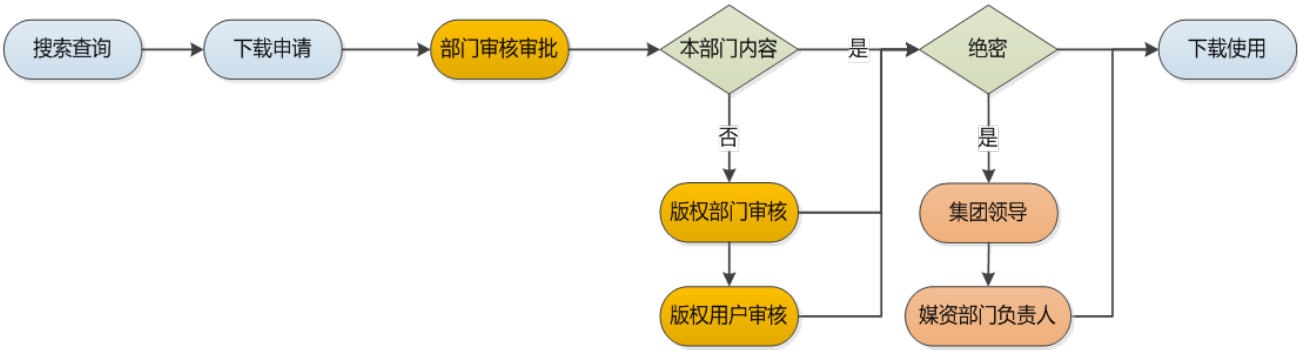 搜索查询
下载申请
部门审核审批
本部门内容
是
绝密
下载使用
否
是
版权部门审核
集团领导
版权用户审核
媒资部门负责人